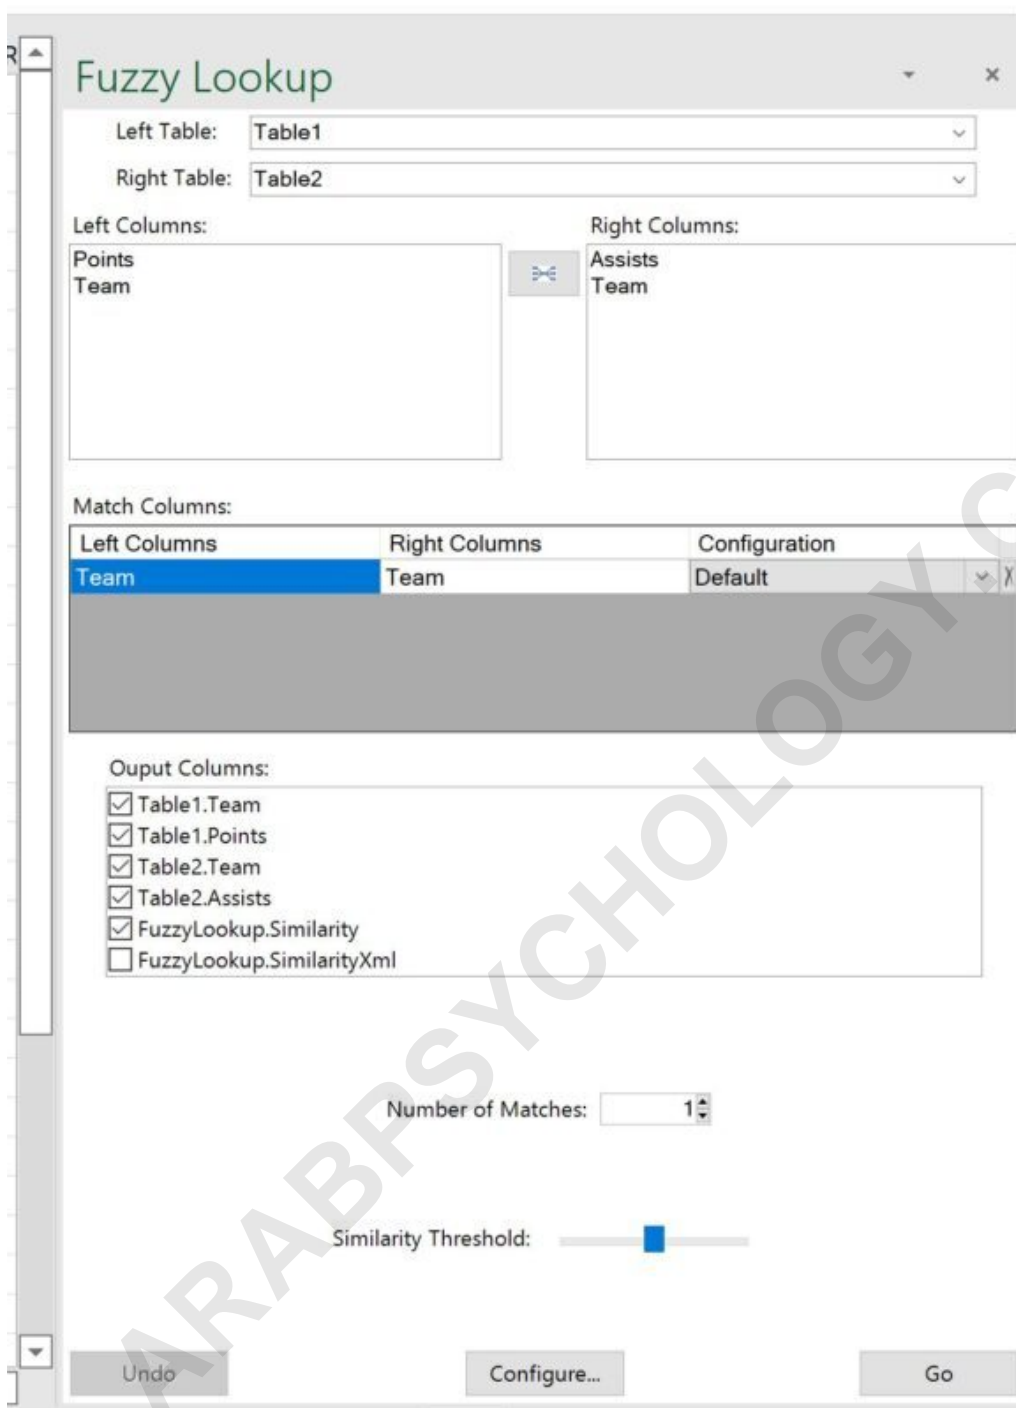 R
Fuzzy Lookup
Left Table: Table1
Right Table: Table2
Left Columns: Right Columns:
Points Assists
Team Team
Match Columns:
Left Columns Right Columns Configuration
Team Team Default X
Ouput Columns:
Table1.Team
Table1.Points
Table2.Team
Table2.Assists
FuzzyLookup.Similarity
FuzzyLookup.SimilarityXml
Number of Matches: 1
Similarity Threshold:
Undo Configure... Go
ARABPSYCHOLOGY.C